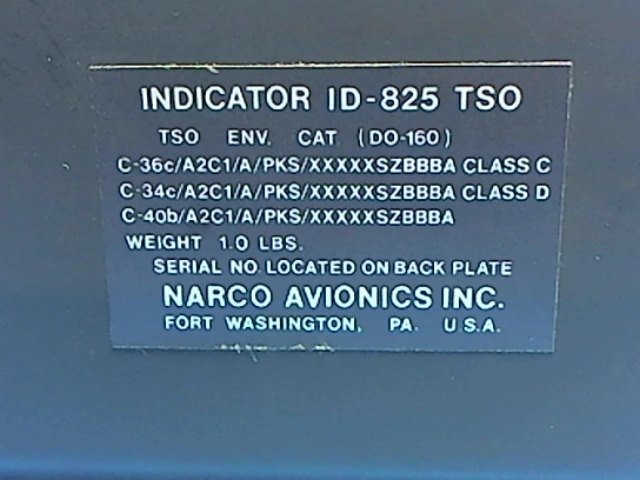 INDICATOR ID-825 TSO
TSO ENV. CAT. (DO-160)
C-36c/A2C1/A/PKS/XXXXXSZBBBA CLASS C
C-34c/A2C1/A/PKS/XXXXXSZBBBA CLASS D
C-40b/A2C1/A/PKS/XXXXXSZBBBA
WEIGHT 1.0 LBS.
SERIAL NO. LOCATED ON BACK PLATE
NARCO AVIONICS INC.
FORT WASHINGTON, PA. U.S.A.